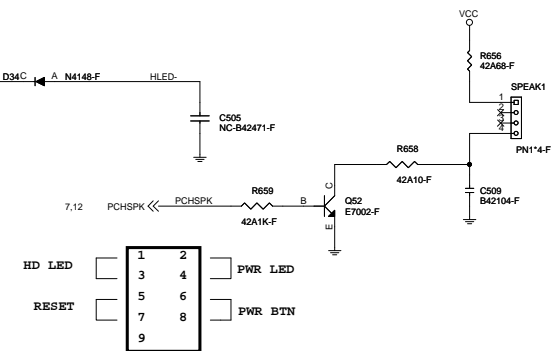 VCC
R656
42A68-F
D34
C
A
N4148-F
HLED-
SPEAK1
1
2
3
4
PN1*4-F
C505
NC-B42471-F
R658
42A10-F
C509
B42104-F
7,12
PCHSPK
PCHSPK
R659
42A1K-F
B
C
E
Q52
E7002-F
HD LED
1 2
3 4
PWR LED
RESET
5 6
7 8
PWR BTN
9